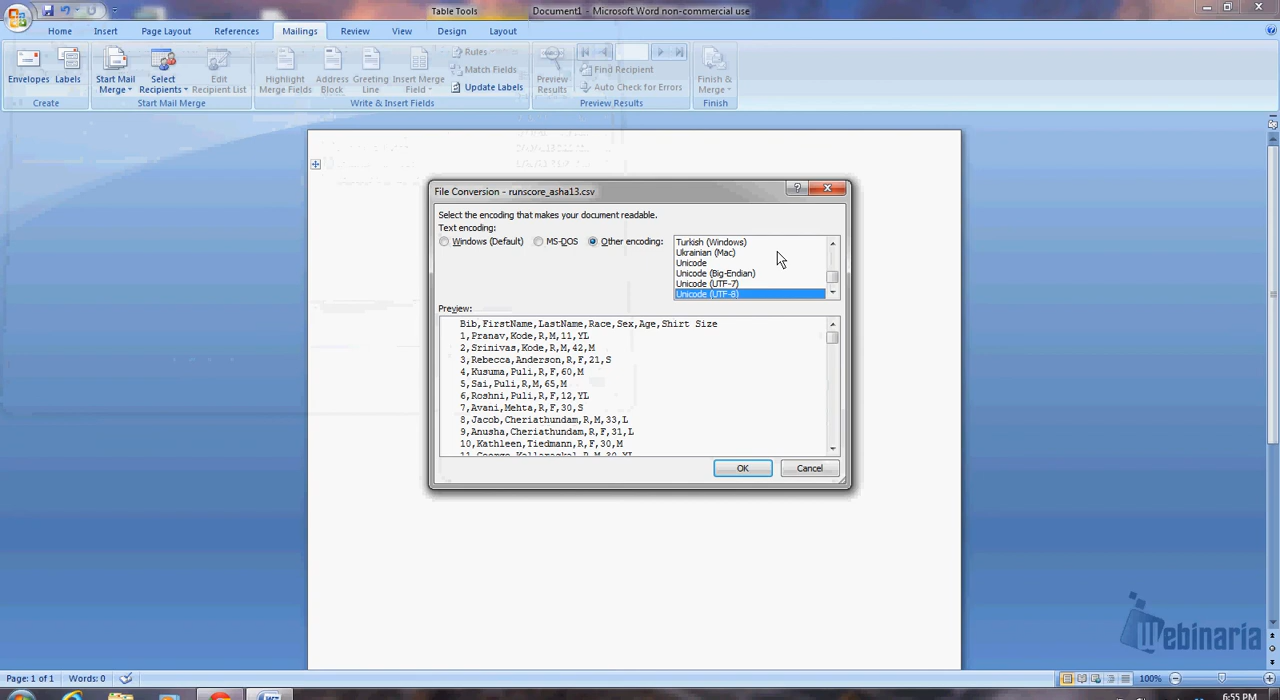 Table Tools
Document1 - Microsoft Word non-commercial use
Home Insert Page Layout References Mailings Review View Design Layout
Envelopes Labels
Create
Start Mail Merge Select Recipients Edit Recipient List
Start Mail Merge
Highlight Merge Fields Address Block Greeting Line Insert Merge Field
Rules
Match Fields
Update Labels
Write & Insert Fields
Preview Results
Find Recipient
Auto Check for Errors
Preview Results
Finish & Merge
Finish
File Conversion - runscore_asha13.csv
Select the encoding that makes your document readable.
Text encoding:
Windows (Default) MS-DOS Other encoding:
Turkish (Windows)
Ukrainian (Mac)
Unicode
Unicode (Big-Endian)
Unicode (UTF-7)
Unicode (UTF-8)
Preview:
Bib,FirstName,LastName,Race,Sex,Age,Shirt Size
1,Pranav,Kode,R,M,11,YL
2,Srinivas,Kode,R,M,42,M
3,Rebecca,Anderson,R,F,21,S
4,Kusuma,Puli,R,F,60,M
5,Sai,Puli,R,M,65,M
6,Roshni,Puli,R,F,12,YL
7,Avani,Mehta,R,F,30,S
8,Jacob,Cheriathundam,R,M,33,L
9,Anusha,Cheriathundam,R,F,31,L
10,Kathleen,Tiedmann,R,F,30,M
OK Cancel
Webinaria
Page: 1 of 1 Words: 0
100%
6:55 PM